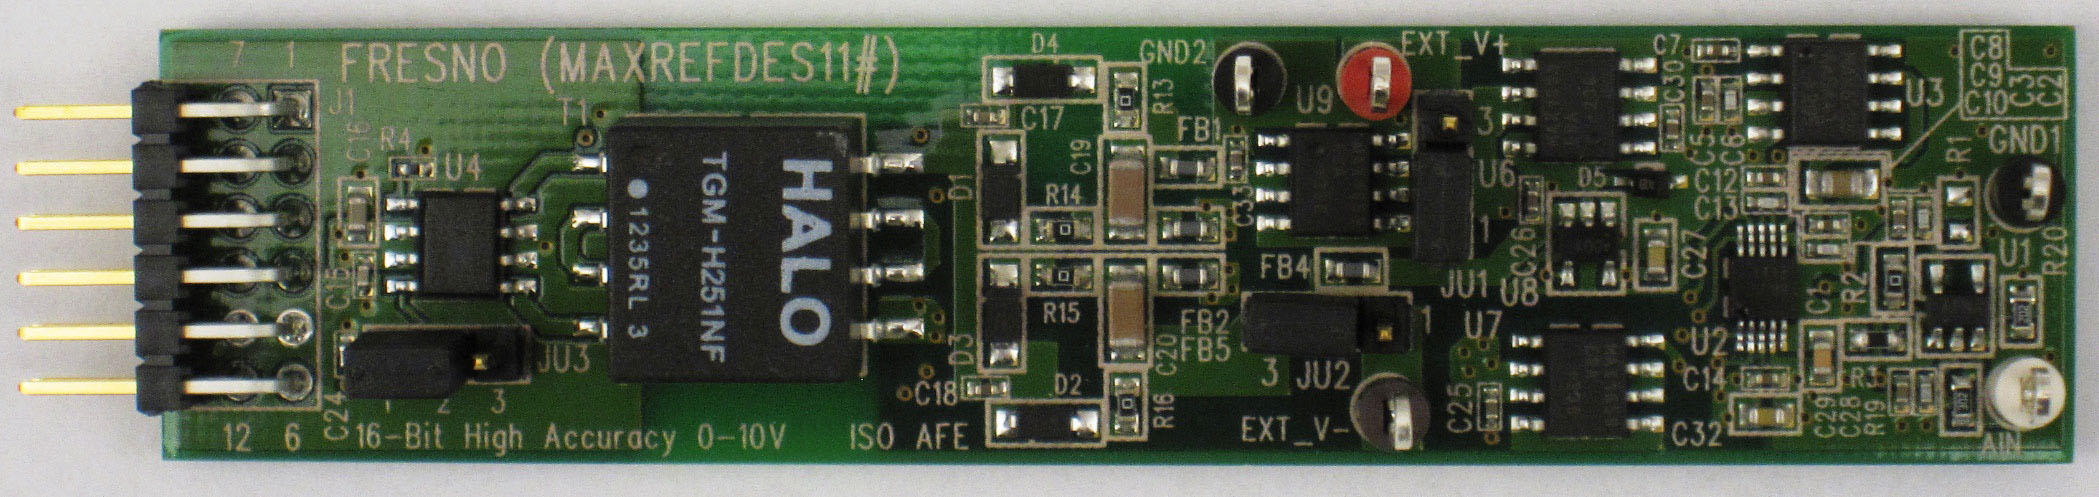 7 1
FRESNO (MAXREFDES11#)
J1
C16
R4
U4
C15
JU3
C24
1 2 3
12 6
16-Bit High Accuracy 0-10V ISO AFE
T1
HALO
TGM-H251NF
1235RL 3
D4
C17
R13
D1
R14
C19
FB1
D3
R15
C20
FB2
FB5
C18
D2
R16
GND2
EXT_V+
U9
C33
3
U6
1
JU1
FB4
1
3 JU2
EXT_V-
C7
C30
U3
C8
C9
C10
C3
C2
C5
C6
C12
C13
GND1
R1
D5
C26
C27
U8
U7
C25
C32
U2
C14
C1
R2
U1
R20
C29
C28
R19
R3
AIN